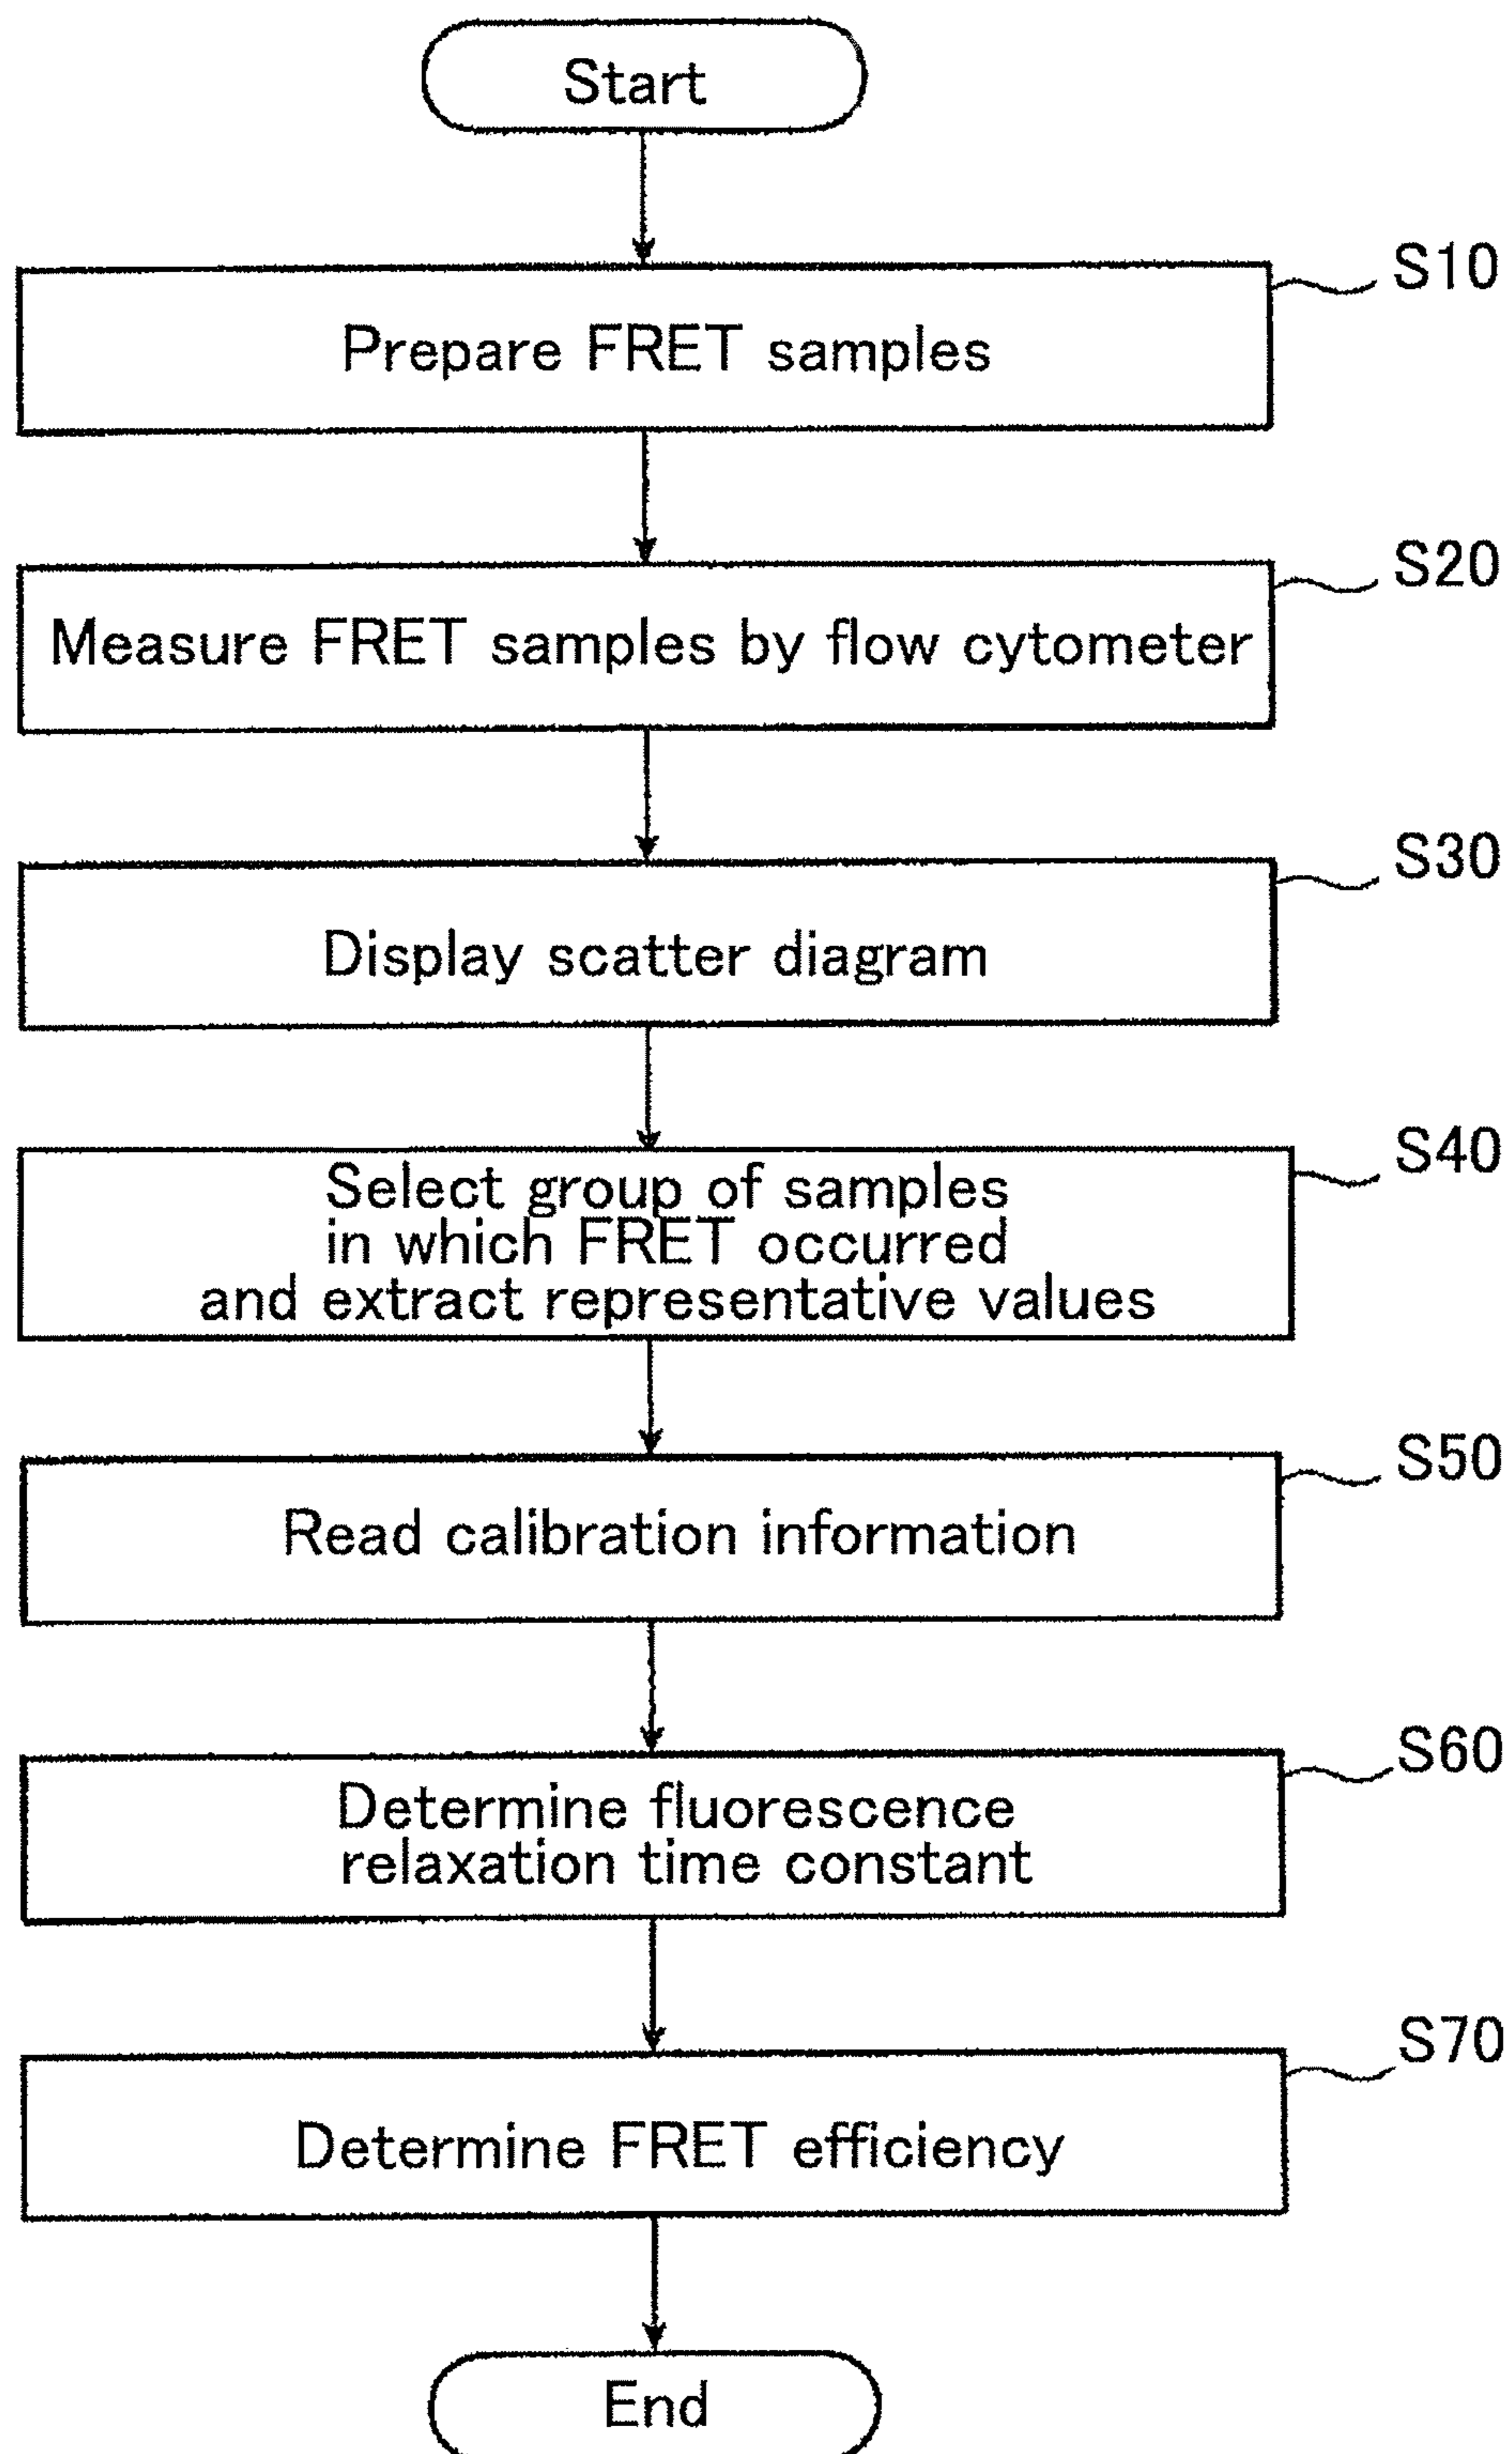 Start
S10
Prepare FRET samples
S20
Measure FRET samples by flow cytometer
S30
Display scatter diagram
S40
Select group of samples
in which FRET occurred
and extract representative values
S50
Read calibration information
S60
Determine fluorescence
relaxation time constant
S70
Determine FRET efficiency
End